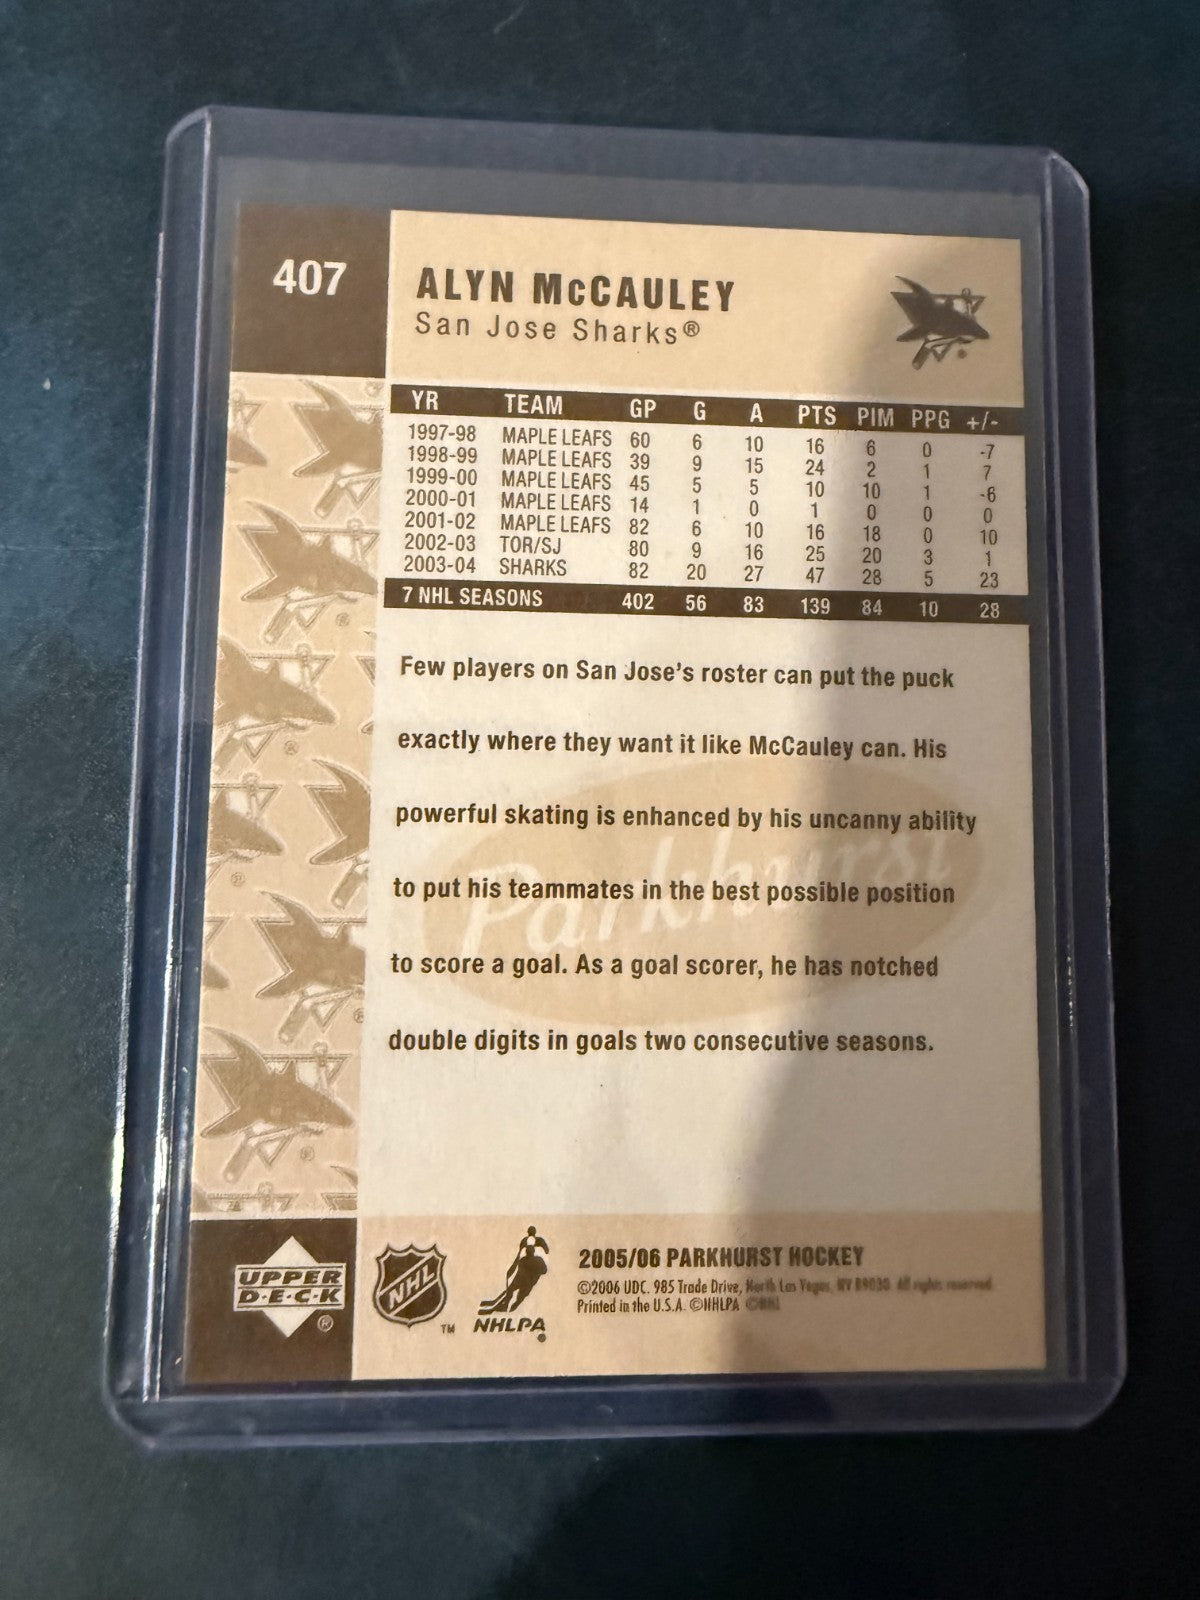 407
ALYN McCAULEY
San Jose Sharks®
YR TEAM GP G A PTS PIM PPG +/-
1997-98 MAPLE LEAFS 60 6 10 16 6 0 -7
1998-99 MAPLE LEAFS 39 9 15 24 2 1 7
1999-00 MAPLE LEAFS 45 5 5 10 10 1 -6
2000-01 MAPLE LEAFS 14 1 0 1 0 0 0
2001-02 MAPLE LEAFS 82 6 10 16 18 0 10
2002-03 TOR/SJ 80 9 16 25 20 3 1
2003-04 SHARKS 82 20 27 47 28 5 23
7 NHL SEASONS 402 56 83 139 84 10 28
Few players on San Jose's roster can put the puck
exactly where they want it like McCauley can. His
powerful skating is enhanced by his uncanny ability
to put his teammates in the best possible position
to score a goal. As a goal scorer, he has notched
double digits in goals two consecutive seasons.
Parkhurst
UPPER
D·E·C·K
®
NHL
TM
NHLPA
®
2005/06 PARKHURST HOCKEY
©2006 UDC. 985 Trade Drive, North Las Vegas, NV 89030. All rights reserved.
Printed in the U.S.A. ©NHLPA ©NHL